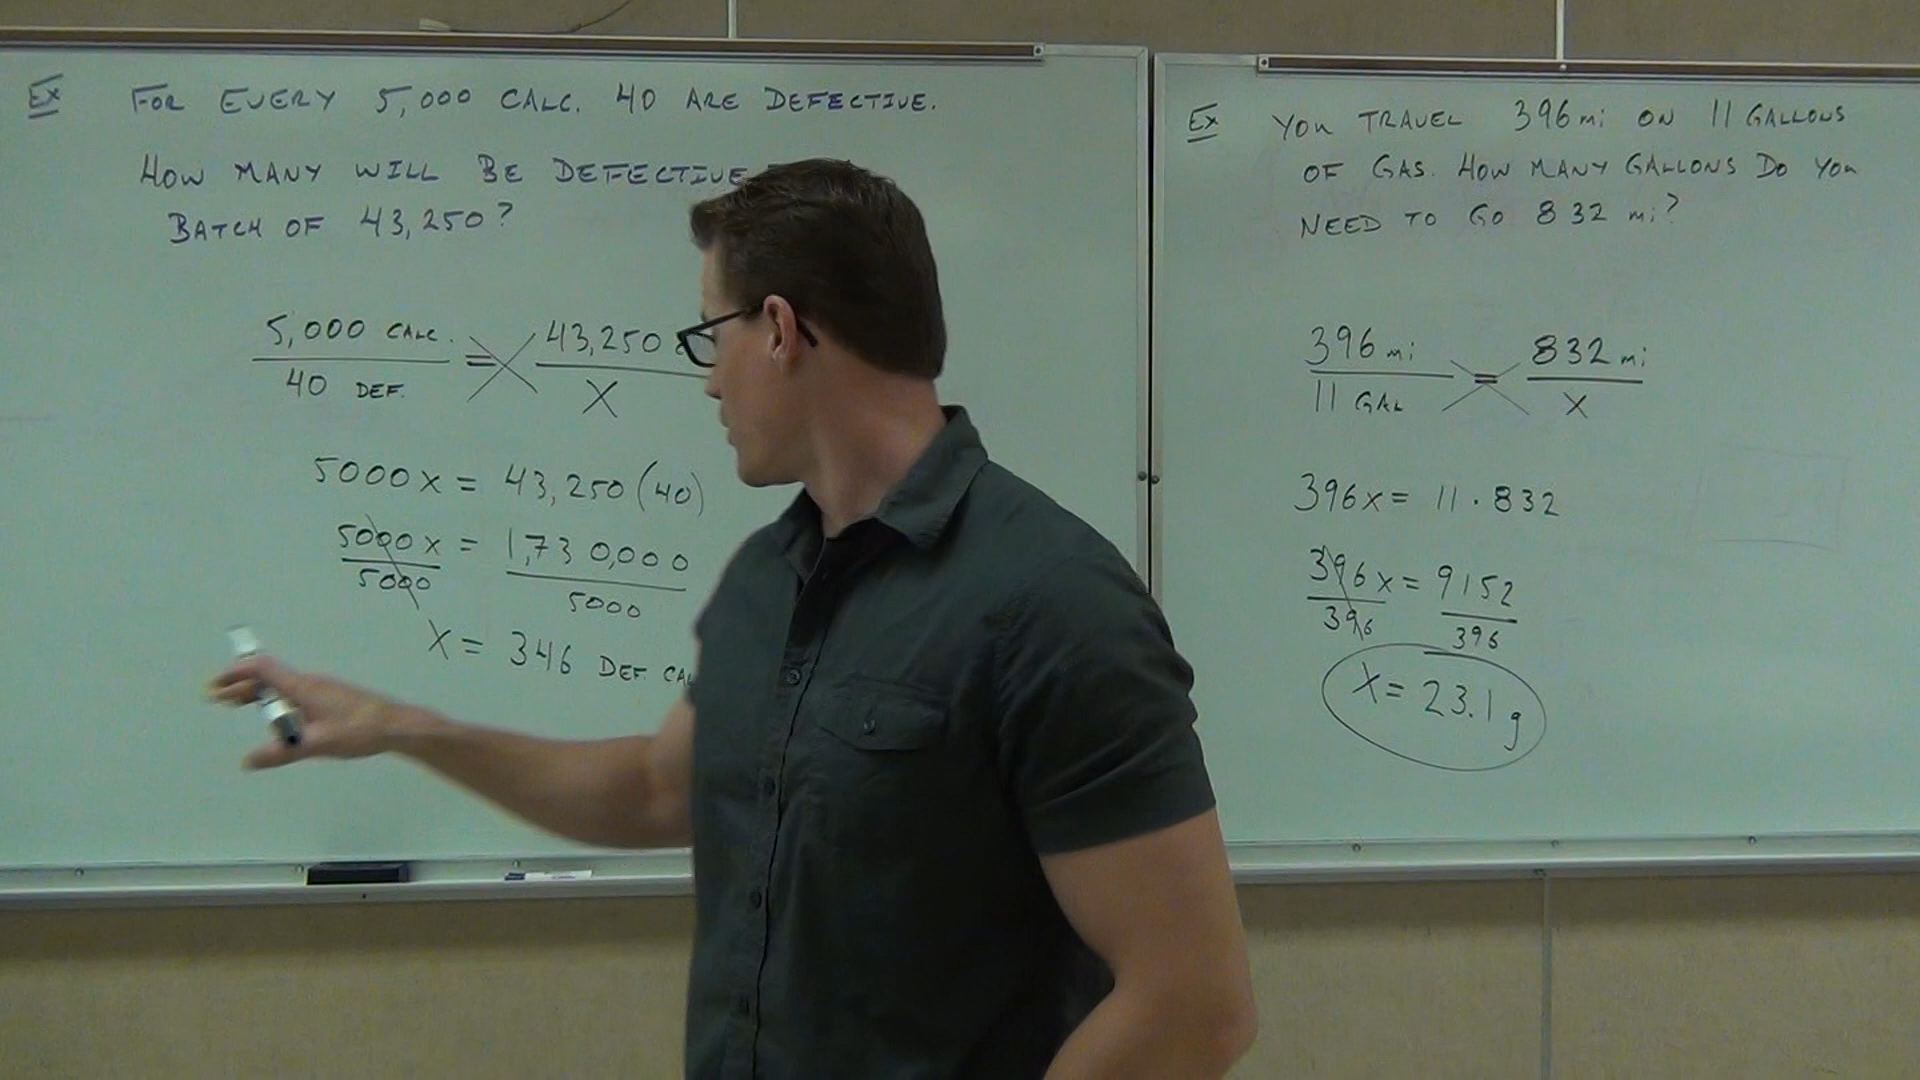 Ex FOR EVERY 5,000 CALC. 40 ARE DEFECTIVE.
HOW MANY WILL BE DEFECTIVE
BATCH OF 43,250?
5,000 CALC. = 43,250
40 DEF. X
5000x = 43,250(40)
5000x = 1,730,000
5000 5000
X = 346 DEF. CAL
Ex YOU TRAVEL 396mi ON 11 GALLONS
OF GAS. HOW MANY GALLONS DO YOU
NEED TO GO 832 mi?
396 mi = 832 mi
11 GAL X
396x = 11 · 832
396x = 9152
396 396
X = 23.1 g